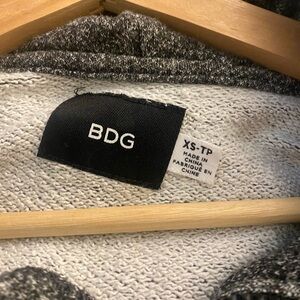 BDG
XS-TP
MADE IN
CHINA
FABRIQUÉ EN
CHINE